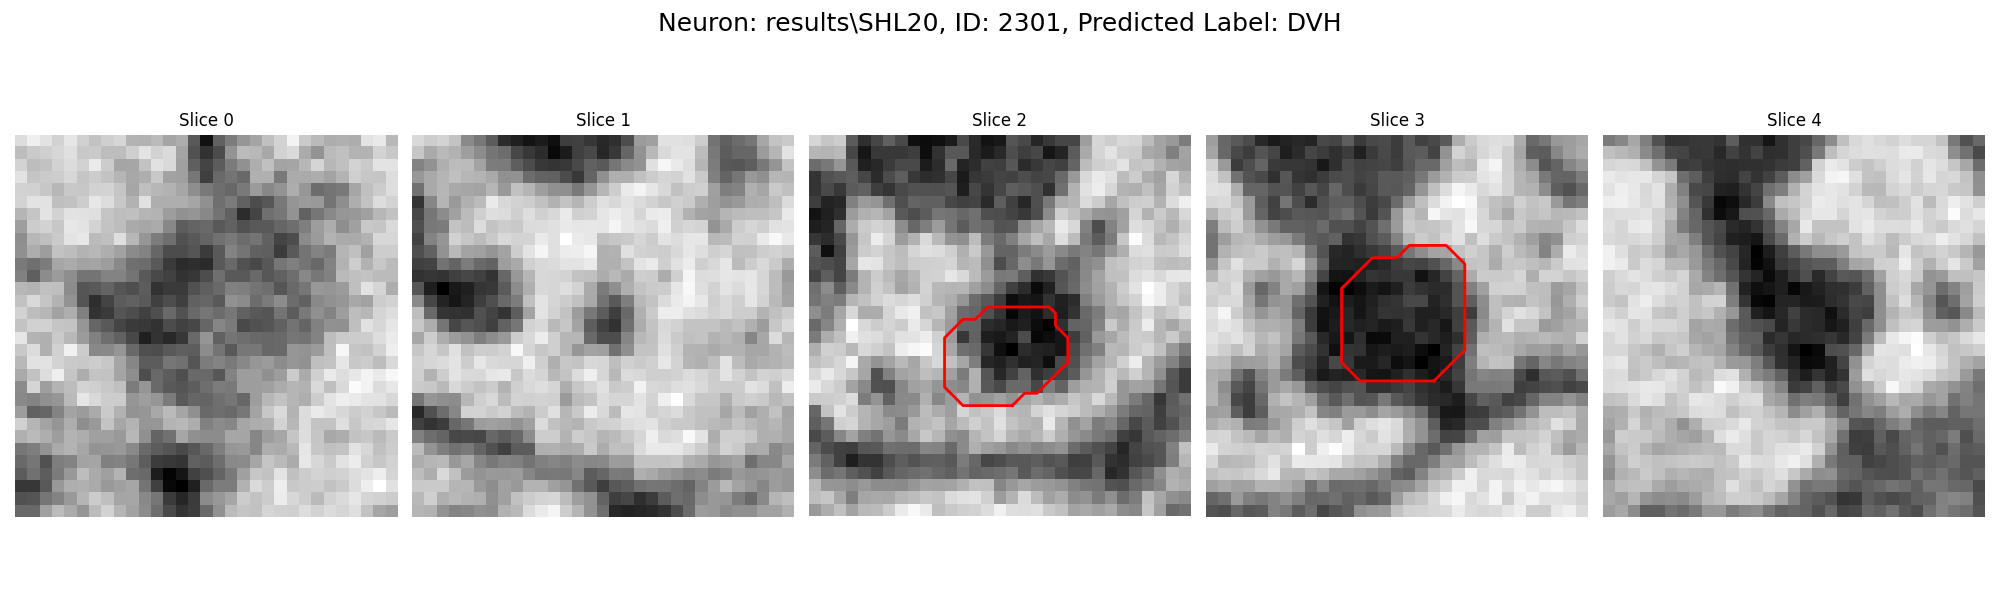 Neuron: results\SHL20, ID: 2301, Predicted Label: DVH
Slice 0
Slice 1
Slice 2
Slice 3
Slice 4